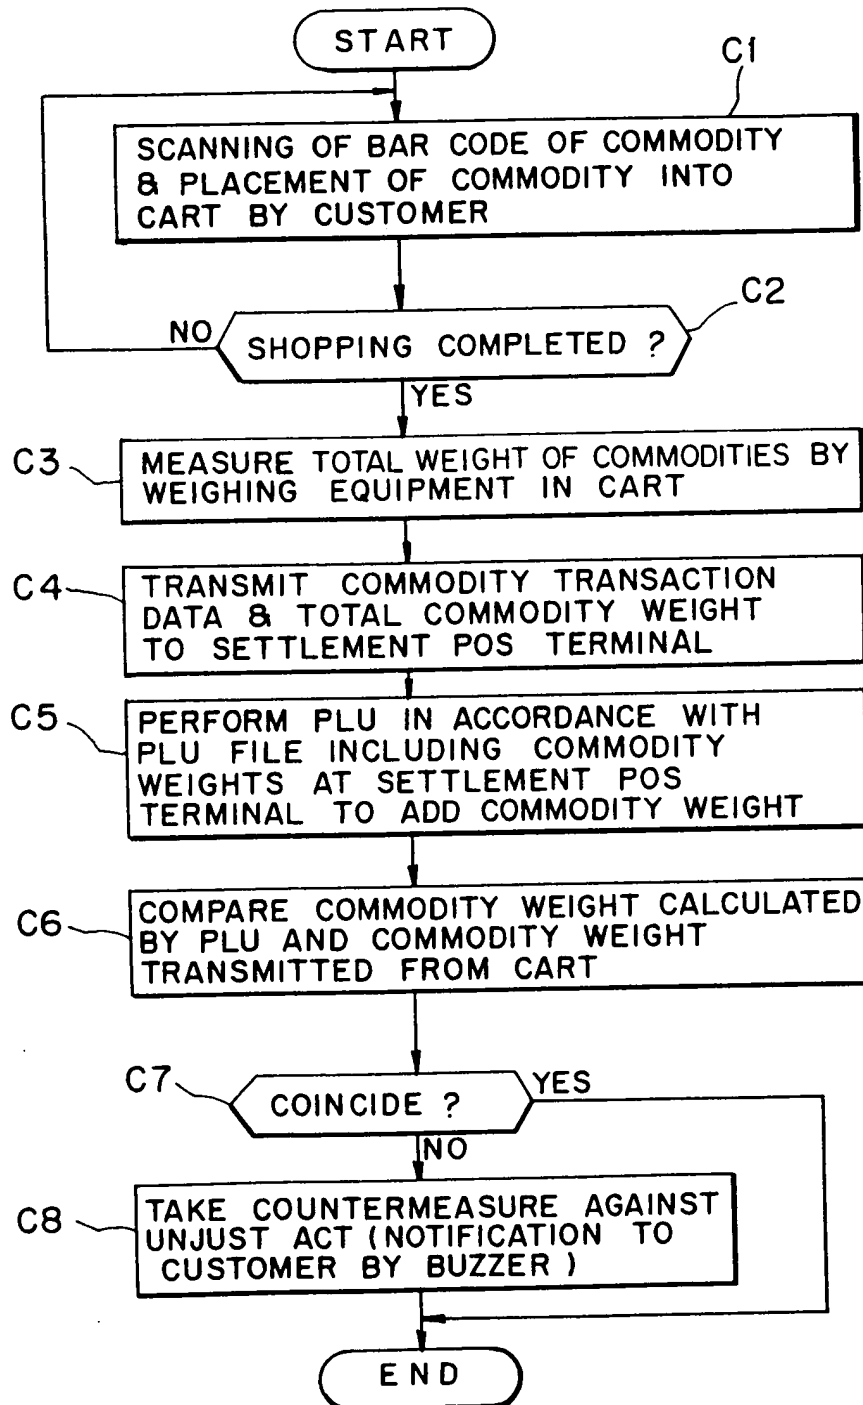 START
C1
SCANNING OF BAR CODE OF COMMODITY
& PLACEMENT OF COMMODITY INTO
CART BY CUSTOMER
C2
NO
SHOPPING COMPLETED ?
YES
C3
MEASURE TOTAL WEIGHT OF COMMODITIES BY
WEIGHING EQUIPMENT IN CART
C4
TRANSMIT COMMODITY TRANSACTION
DATA & TOTAL COMMODITY WEIGHT
TO SETTLEMENT POS TERMINAL
C5
PERFORM PLU IN ACCORDANCE WITH
PLU FILE INCLUDING COMMODITY
WEIGHTS AT SETTLEMENT POS
TERMINAL TO ADD COMMODITY WEIGHT
C6
COMPARE COMMODITY WEIGHT CALCULATED
BY PLU AND COMMODITY WEIGHT
TRANSMITTED FROM CART
C7
COINCIDE ?
YES
NO
C8
TAKE COUNTERMEASURE AGAINST
UNJUST ACT (NOTIFICATION TO
CUSTOMER BY BUZZER)
END